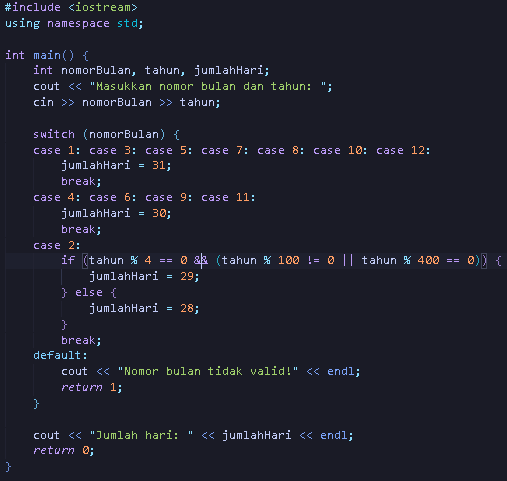 #include <iostream>
using namespace std;
int main() {
int nomorBulan, tahun, jumlahHari;
cout << "Masukkan nomor bulan dan tahun: ";
cin >> nomorBulan >> tahun;
switch (nomorBulan) {
case 1: case 3: case 5: case 7: case 8: case 10: case 12:
jumlahHari = 31;
break;
case 4: case 6: case 9: case 11:
jumlahHari = 30;
break;
case 2:
if (tahun % 4 == 0 && (tahun % 100 != 0 || tahun % 400 == 0)) {
jumlahHari = 29;
} else {
jumlahHari = 28;
}
break;
default:
cout << "Nomor bulan tidak valid!" << endl;
return 1;
}
cout << "Jumlah hari: " << jumlahHari << endl;
return 0;
}